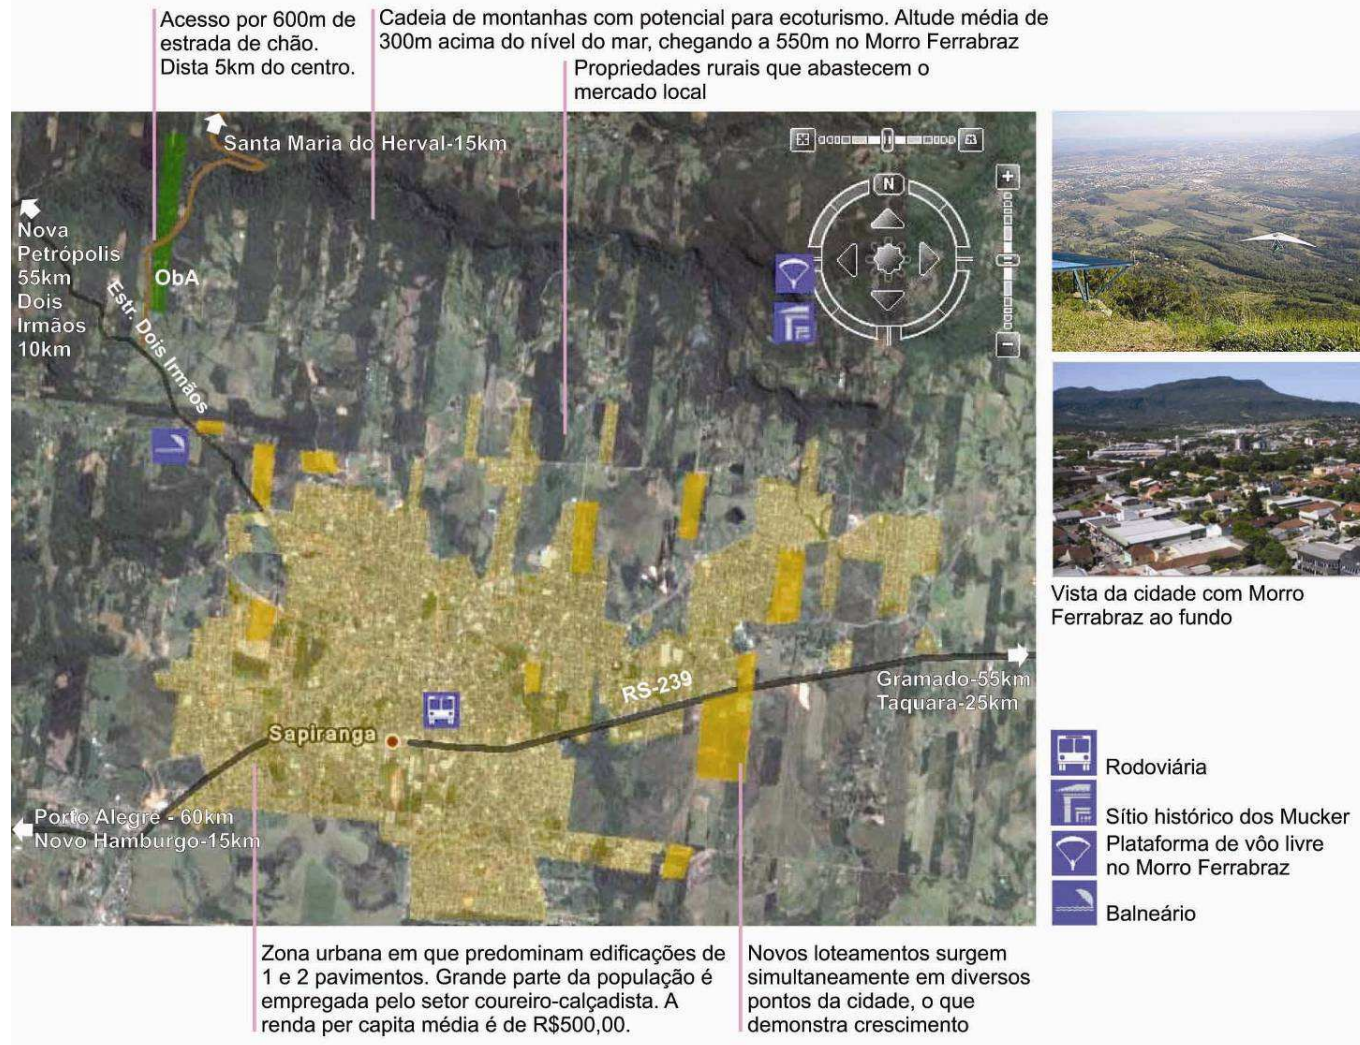 Acesso por 600m de
estrada de chão.
Dista 5km do centro.
Cadeia de montanhas com potencial para ecoturismo. Altude média de
300m acima do nível do mar, chegando a 550m no Morro Ferrabraz
Propriedades rurais que abastecem o
mercado local
Santa Maria do Herval-15km
N
Nova
Petrópolis
55km
Dois
Irmãos
10km
ObA
Estr. Dois Irmãos
Vista da cidade com Morro
Ferrabraz ao fundo
RS-239
Gramado-55km
Taquara-25km
Sapiranga
Porto Alegre - 60km
Novo Hamburgo-15km
Rodoviária
Sítio histórico dos Mucker
Plataforma de vôo livre
no Morro Ferrabraz
Balneário
Zona urbana em que predominam edificações de
1 e 2 pavimentos. Grande parte da população é
empregada pelo setor coureiro-calçadista. A
renda per capita média é de R$500,00.
Novos loteamentos surgem
simultaneamente em diversos
pontos da cidade, o que
demonstra crescimento